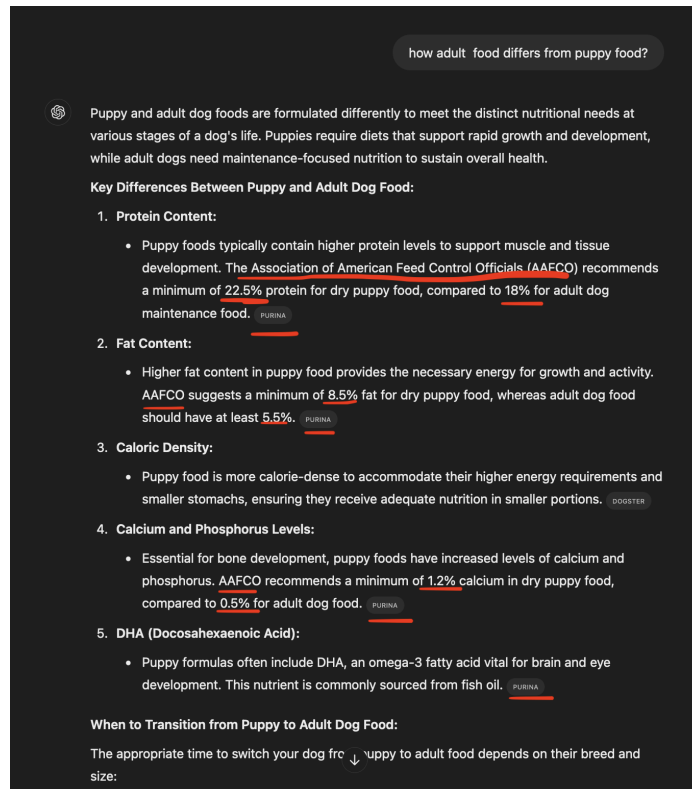 how adult  food differs from puppy food?
Puppy and adult dog foods are formulated differently to meet the distinct nutritional needs at
various stages of a dog's life. Puppies require diets that support rapid growth and development,
while adult dogs need maintenance-focused nutrition to sustain overall health.
Key Differences Between Puppy and Adult Dog Food:
1. Protein Content:
• Puppy foods typically contain higher protein levels to support muscle and tissue
development. The Association of American Feed Control Officials (AAFCO) recommends
a minimum of 22.5% protein for dry puppy food, compared to 18% for adult dog
maintenance food. PURINA
2. Fat Content:
• Higher fat content in puppy food provides the necessary energy for growth and activity.
AAFCO suggests a minimum of 8.5% fat for dry puppy food, whereas adult dog food
should have at least 5.5%. PURINA
3. Caloric Density:
• Puppy food is more calorie-dense to accommodate their higher energy requirements and
smaller stomachs, ensuring they receive adequate nutrition in smaller portions. DOGSTER
4. Calcium and Phosphorus Levels:
• Essential for bone development, puppy foods have increased levels of calcium and
phosphorus. AAFCO recommends a minimum of 1.2% calcium in dry puppy food,
compared to 0.5% for adult dog food. PURINA
5. DHA (Docosahexaenoic Acid):
• Puppy formulas often include DHA, an omega-3 fatty acid vital for brain and eye
development. This nutrient is commonly sourced from fish oil. PURINA
When to Transition from Puppy to Adult Dog Food:
The appropriate time to switch your dog fro uppy to adult food depends on their breed and
size: